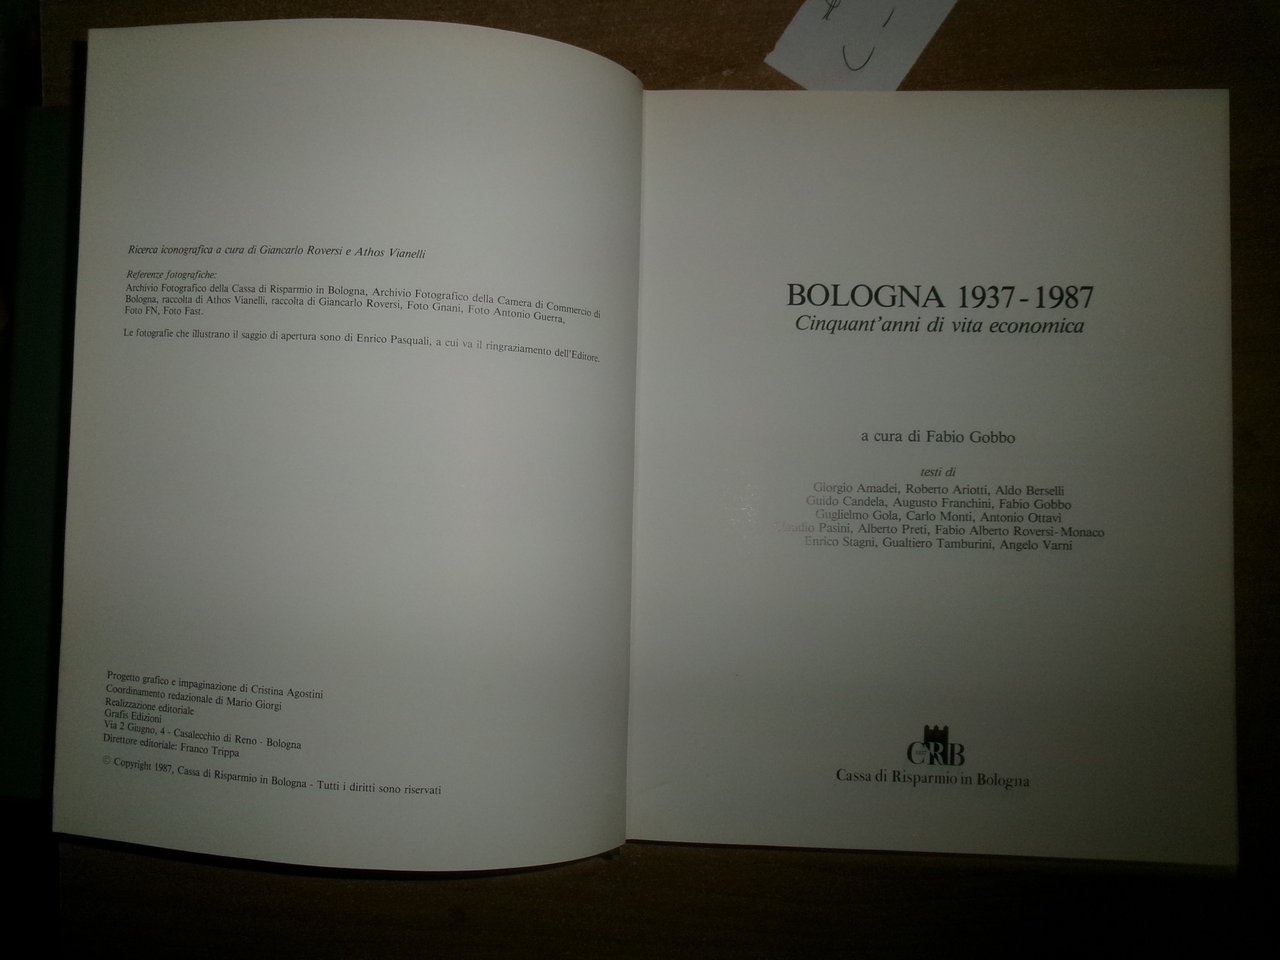 Ricerca iconografica a cura di Giancarlo Roversi e Athos Vianelli
Referenze fotografiche:
Archivio Fotografico della Cassa di Risparmio in Bologna, Archivio Fotografico della Camera di Commercio di
Bologna, raccolta di Athos Vianelli, raccolta di Giancarlo Roversi, Foto Gnani, Foto Antonio Guerra,
Foto FN, Foto Fast.
Le fotografie che illustrano il saggio di apertura sono di Enrico Pasquali, a cui va il ringraziamento dell'Editore.
Progetto grafico e impaginazione di Cristina Agostini
Coordinamento redazionale di Mario Giorgi
Realizzazione editoriale
Grafis Edizioni
Via 2 Giugno, 4 - Casalecchio di Reno - Bologna
Direttore editoriale: Franco Trippa
© Copyright 1987, Cassa di Risparmio in Bologna - Tutti i diritti sono riservati
BOLOGNA 1937-1987
Cinquant'anni di vita economica
a cura di Fabio Gobbo
testi di
Giorgio Amadei, Roberto Ariotti, Aldo Berselli
Guido Candela, Augusto Franchini, Fabio Gobbo
Guglielmo Gola, Carlo Monti, Antonio Ottavi
Claudio Pasini, Alberto Preti, Fabio Alberto Roversi-Monaco
Enrico Stagni, Gualtiero Tamburini, Angelo Varni
CRB
Cassa di Risparmio in Bologna